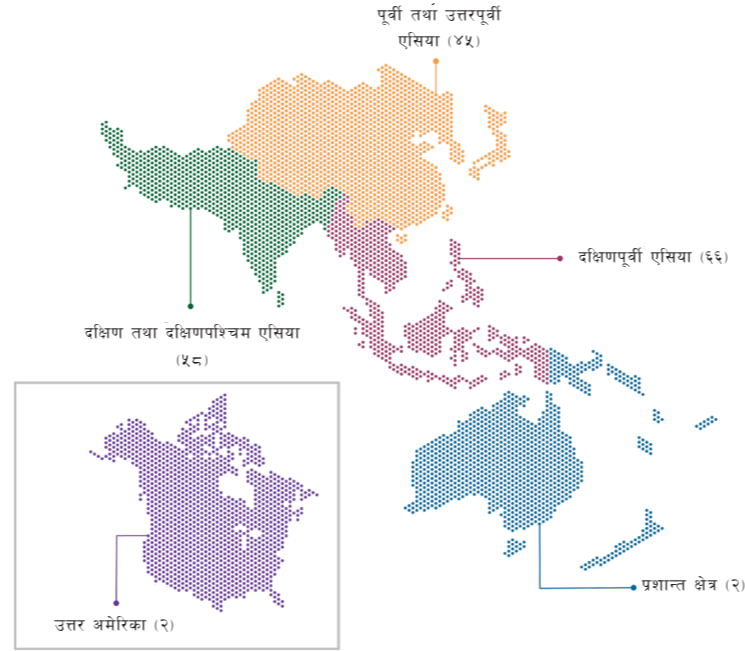 पूर्वी तथा उत्तरपूर्वी
एसिया (४५)
दक्षिणपूर्वी एसिया (६६)
दक्षिण तथा दक्षिणपश्चिम एसिया
(५८)
प्रशान्त क्षेत्र (२)
उत्तर अमेरिका (२)